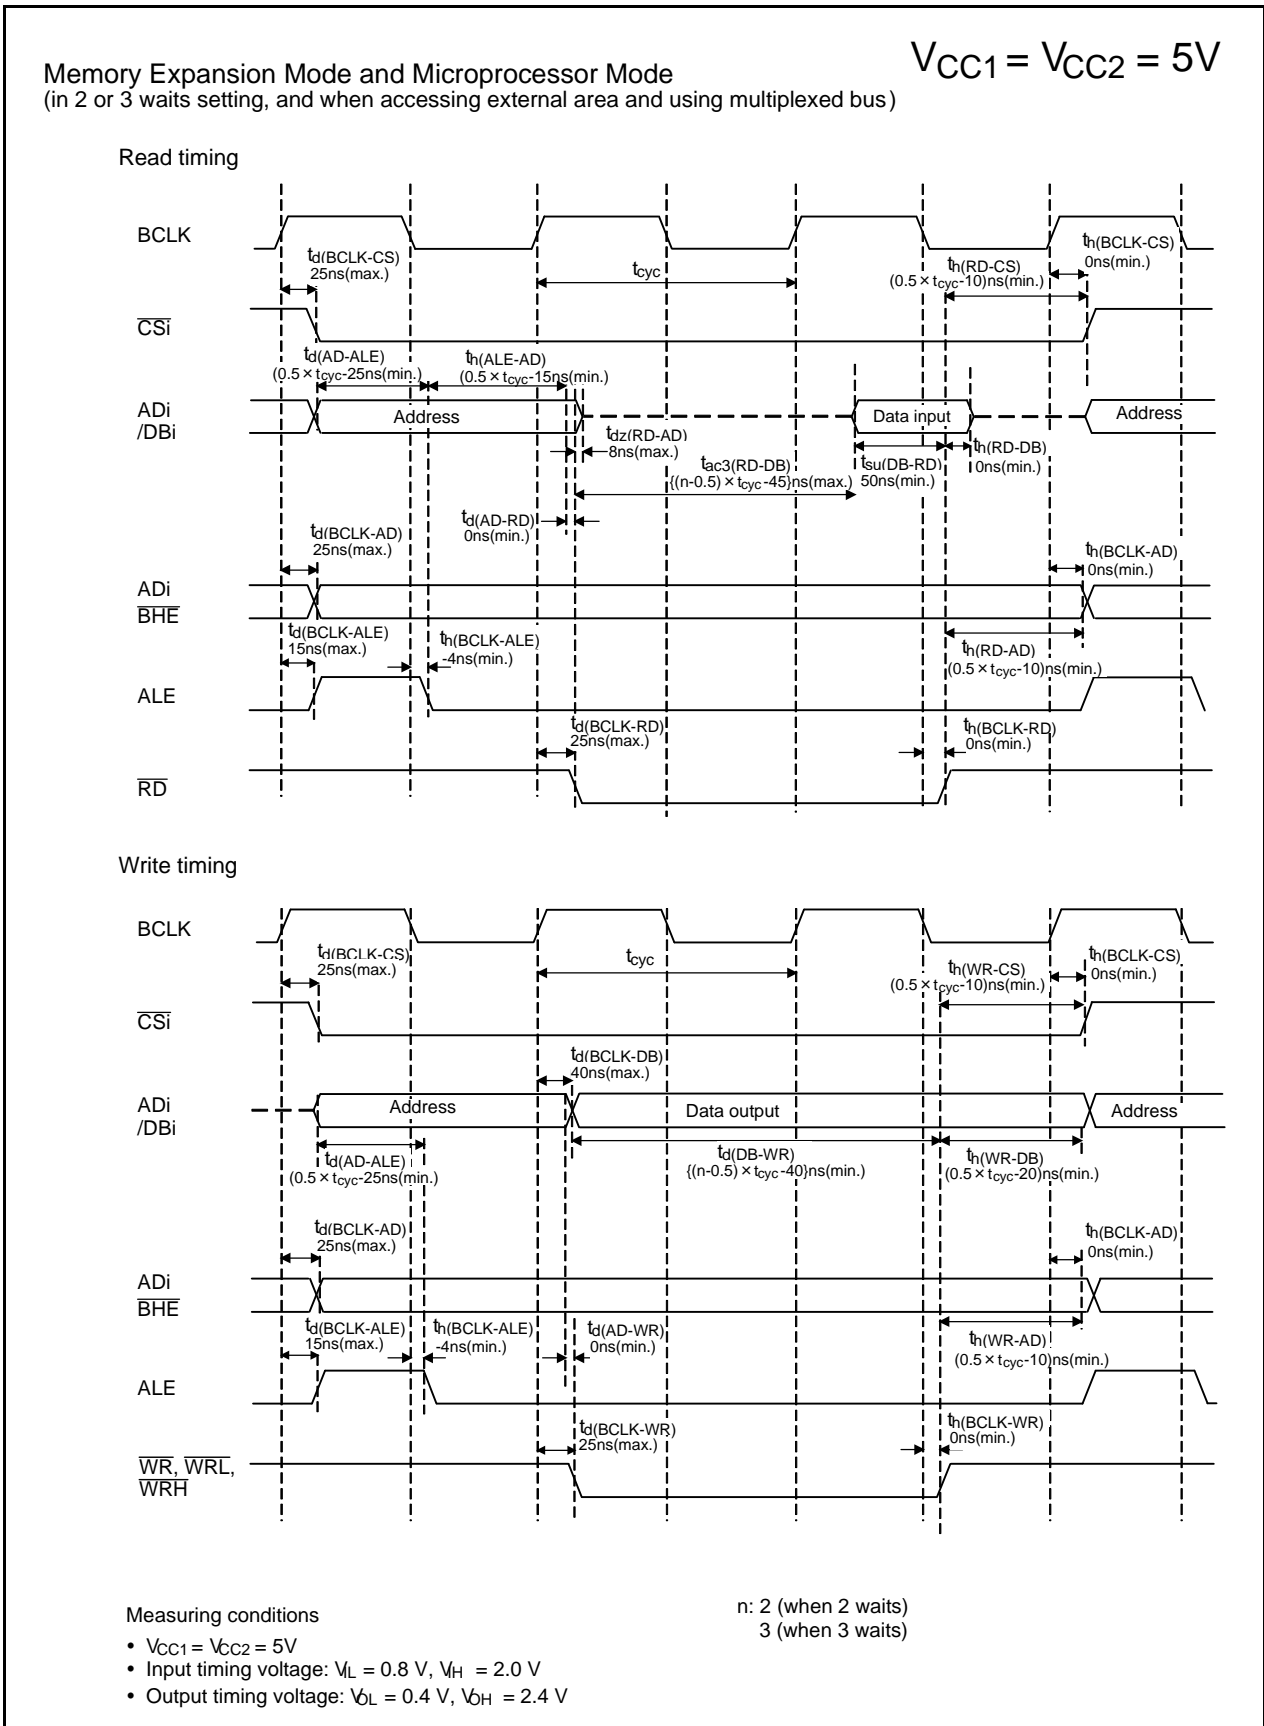 Memory Expansion Mode and Microprocessor Mode
VCC1 = VCC2 = 5V
(in 2 or 3 waits setting, and when accessing external area and using multiplexed bus)
Read timing
BCLK
td(BCLK-CS)
25ns(max.)
tcyc
th(RD-CS)
(0.5 × tcyc-10)ns(min.)
th(BCLK-CS)
0ns(min.)
CSi
td(AD-ALE)
(0.5 × tcyc-25ns(min.)
th(ALE-AD)
(0.5 × tcyc-15ns(min.)
ADi
/DBi
Address
Data input
Address
tdz(RD-AD)
8ns(max.)
tac3(RD-DB)
{(n-0.5) × tcyc-45}ns(max.)
tsu(DB-RD)
50ns(min.)
th(RD-DB)
0ns(min.)
td(AD-RD)
0ns(min.)
td(BCLK-AD)
25ns(max.)
th(BCLK-AD)
0ns(min.)
ADi
BHE
td(BCLK-ALE)
15ns(max.)
th(BCLK-ALE)
-4ns(min.)
th(RD-AD)
(0.5 × tcyc-10)ns(min.)
ALE
td(BCLK-RD)
25ns(max.)
th(BCLK-RD)
0ns(min.)
RD
Write timing
BCLK
td(BCLK-CS)
25ns(max.)
tcyc
th(WR-CS)
(0.5 × tcyc-10)ns(min.)
th(BCLK-CS)
0ns(min.)
CSi
td(BCLK-DB)
40ns(max.)
ADi
/DBi
Address
Data output
Address
td(AD-ALE)
(0.5 × tcyc-25ns(min.)
td(DB-WR)
{(n-0.5) × tcyc-40}ns(min.)
th(WR-DB)
(0.5 × tcyc-20)ns(min.)
td(BCLK-AD)
25ns(max.)
th(BCLK-AD)
0ns(min.)
ADi
BHE
td(BCLK-ALE)
15ns(max.)
th(BCLK-ALE)
-4ns(min.)
td(AD-WR)
0ns(min.)
th(WR-AD)
(0.5 × tcyc-10)ns(min.)
ALE
td(BCLK-WR)
25ns(max.)
th(BCLK-WR)
0ns(min.)
WR, WRL,
WRH
Measuring conditions
• VCC1 = VCC2 = 5V
• Input timing voltage: VIL = 0.8 V, VIH = 2.0 V
• Output timing voltage: VOL = 0.4 V, VOH = 2.4 V
n: 2 (when 2 waits)
3 (when 3 waits)